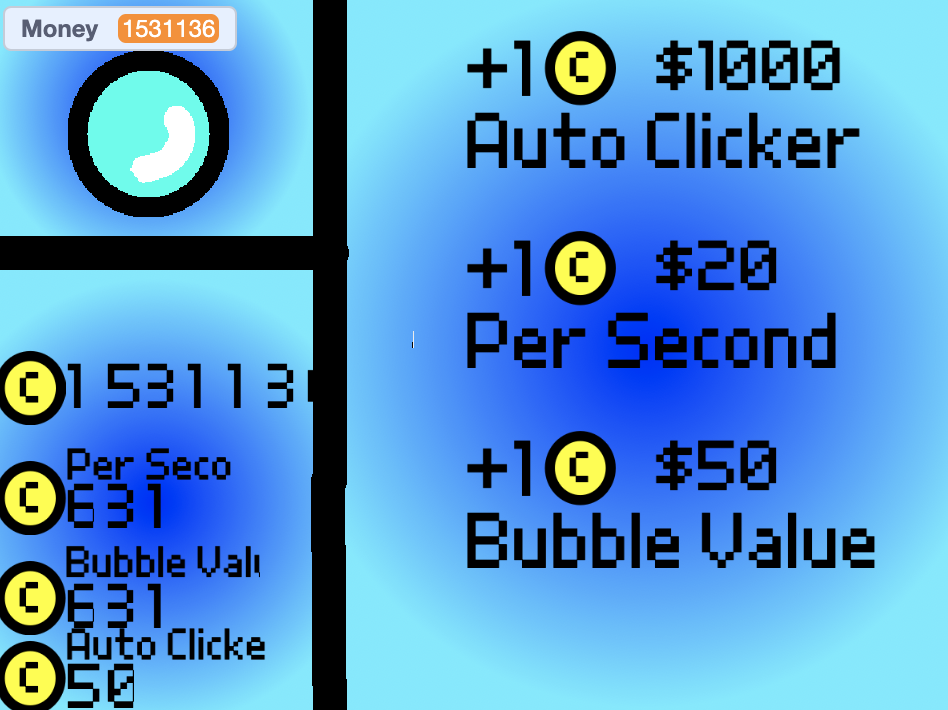 Money 1531136
C 153113
Per Seco
C 631
Bubble Valu
C 631
Auto Clicke
C 50
+1 C $1000
Auto Clicker
+1 C $20
Per Second
+1 C $50
Bubble Value